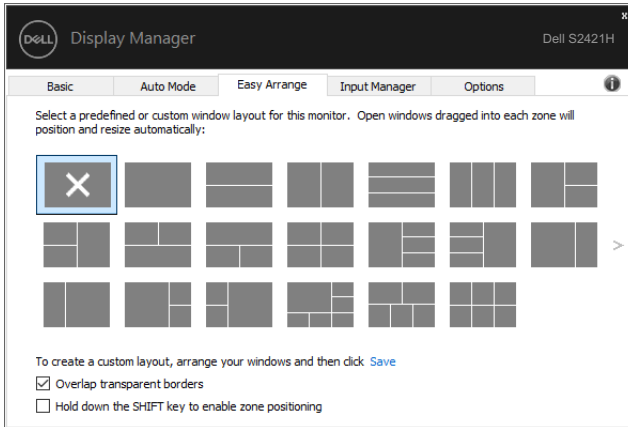 x
DELL Display Manager Dell S2421H
Basic Auto Mode Easy Arrange Input Manager Options i
Select a predefined or custom window layout for this monitor. Open windows dragged into each zone will
position and resize automatically:
>
To create a custom layout, arrange your windows and then click Save
Overlap transparent borders
Hold down the SHIFT key to enable zone positioning